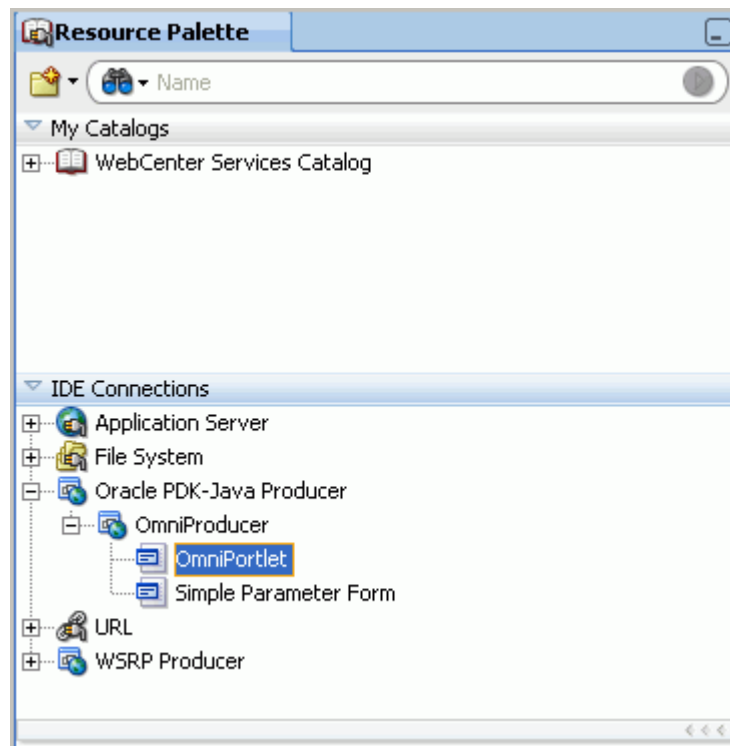 Resource Palette
Name
My Catalogs
WebCenter Services Catalog
IDE Connections
Application Server
File System
Oracle PDK-Java Producer
OmniProducer
OmniPortlet
Simple Parameter Form
URL
WSRP Producer